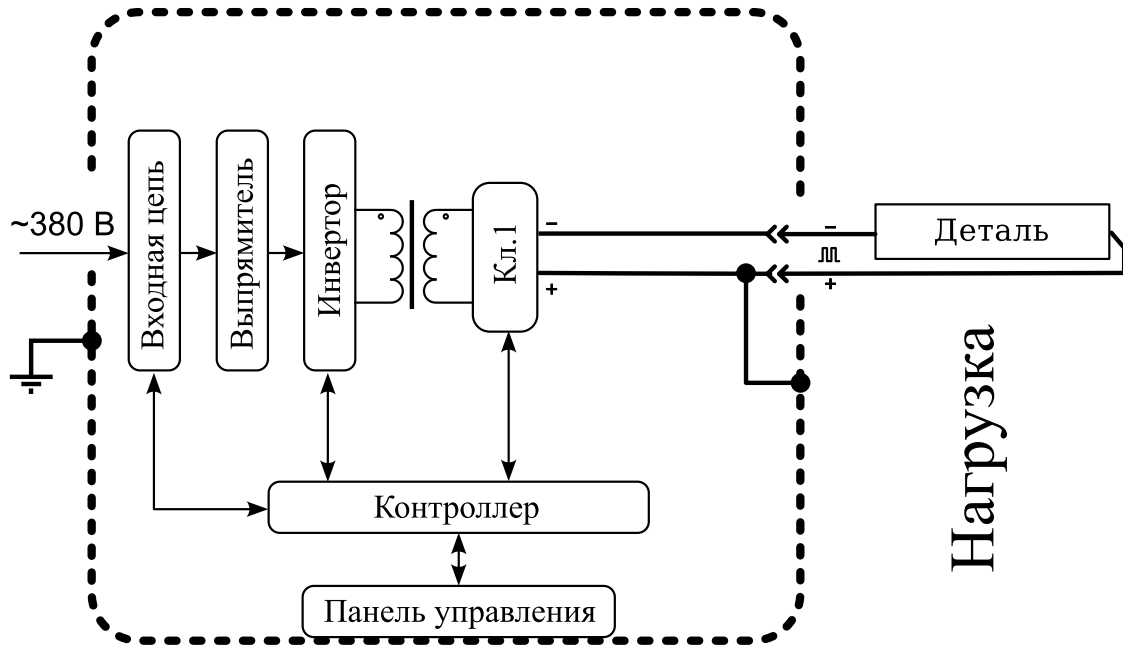 ~380 В
Входная цепь
Выпрямитель
Инвертор
Кл.1
−
+
−
+
Деталь
Нагрузка
Контроллер
Панель управления